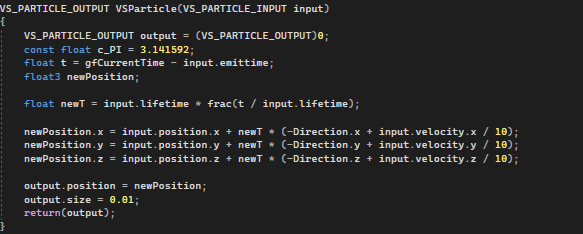 VS_PARTICLE_OUTPUT VSParticle(VS_PARTICLE_INPUT input)
{
VS_PARTICLE_OUTPUT output = (VS_PARTICLE_OUTPUT)0;
const float c_PI = 3.141592;
float t = gfCurrentTime - input.emittime;
float3 newPosition;
float newT = input.lifetime * frac(t / input.lifetime);
newPosition.x = input.position.x + newT * (-Direction.x + input.velocity.x / 10);
newPosition.y = input.position.y + newT * (-Direction.y + input.velocity.y / 10);
newPosition.z = input.position.z + newT * (-Direction.z + input.velocity.z / 10);
output.position = newPosition;
output.size = 0.01;
return(output);
}